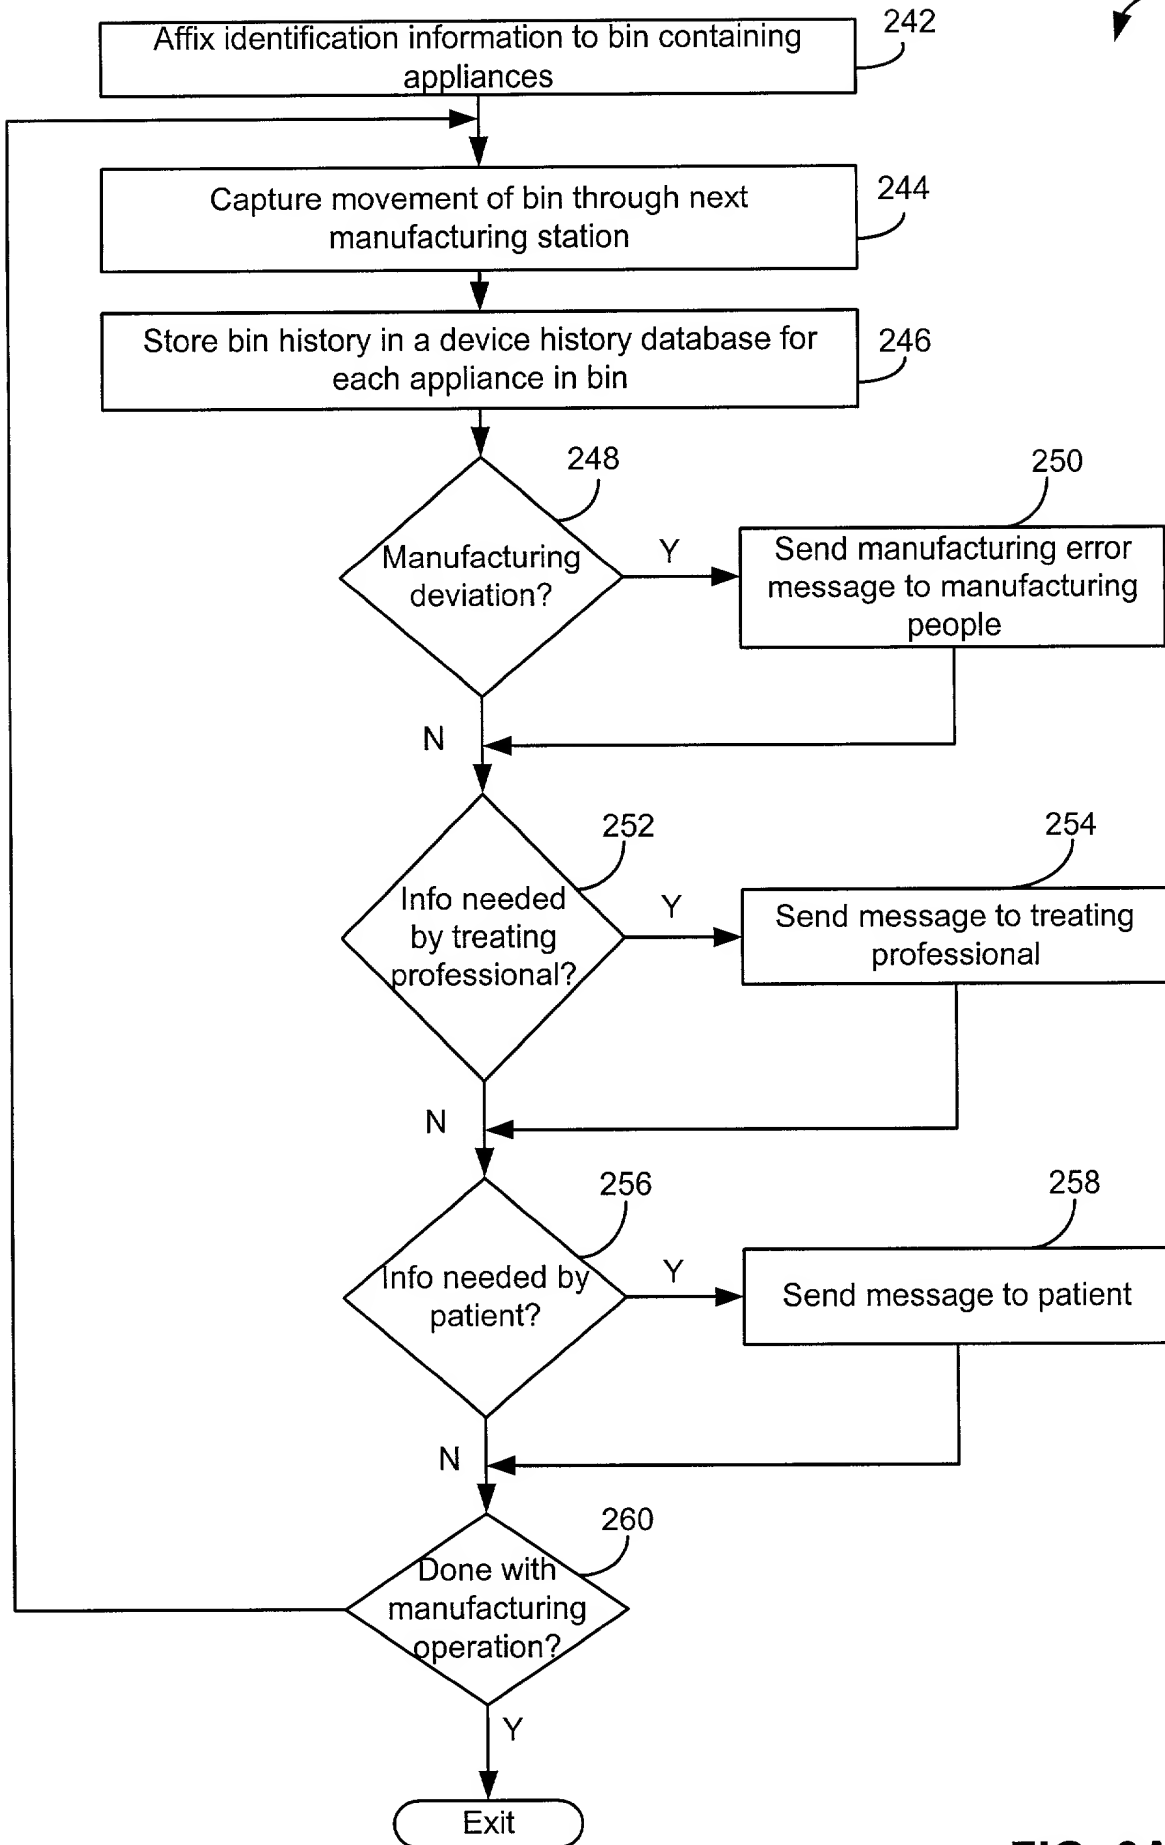 242
Affix identification information to bin containing
appliances
244
Capture movement of bin through next
manufacturing station
246
Store bin history in a device history database for
each appliance in bin
248
250
Manufacturing
deviation?
Y
Send manufacturing error
message to manufacturing
people
N
252
254
Info needed
by treating
professional?
Y
Send message to treating
professional
N
256
258
Info needed by
patient?
Y
Send message to patient
N
260
Done with
manufacturing
operation?
Y
Exit